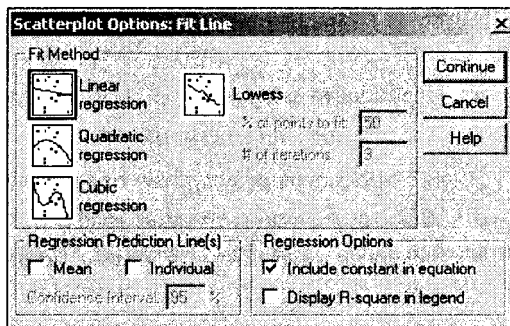 Scatterplot Options: Fit Line
Fit Method
Linear regression
Quadratic regression
Cubic regression
Lowess
% of points to fit: 50
# of iterations: 3
Continue
Cancel
Help
Regression Prediction Line(s)
Mean
Individual
Confidence Interval: 95 %
Regression Options
Include constant in equation
Display R-square in legend